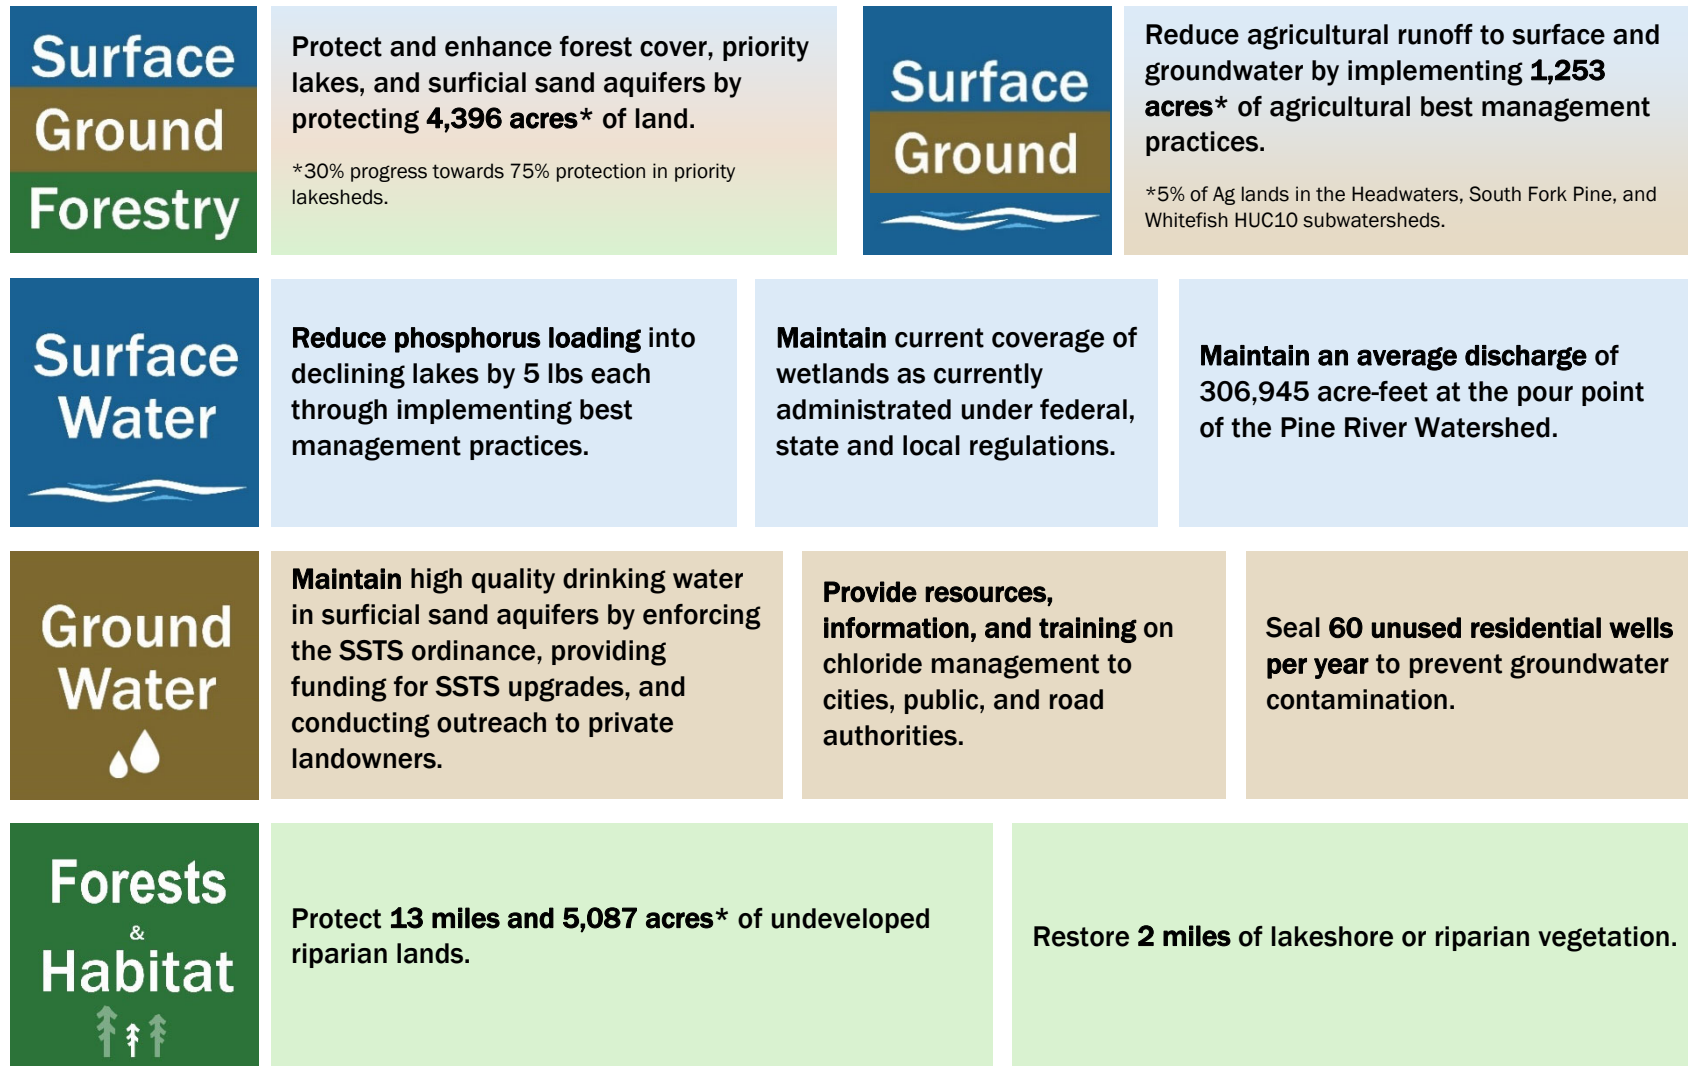 Surface
Ground
Forestry
Protect and enhance forest cover, priority
lakes, and surficial sand aquifers by
protecting 4,396 acres* of land.
*30% progress towards 75% protection in priority
lakesheds.
Surface
Ground
Reduce agricultural runoff to surface and
groundwater by implementing 1,253
acres* of agricultural best management
practices.
*5% of Ag lands in the Headwaters, South Fork Pine, and
Whitefish HUC10 subwatersheds.
Surface
Water
Reduce phosphorus loading into
declining lakes by 5 lbs each
through implementing best
management practices.
Maintain current coverage of
wetlands as currently
administrated under federal,
state and local regulations.
Maintain an average discharge of
306,945 acre-feet at the pour point
of the Pine River Watershed.
Ground
Water
Maintain high quality drinking water
in surficial sand aquifers by enforcing
the SSTS ordinance, providing
funding for SSTS upgrades, and
conducting outreach to private
landowners.
Provide resources,
information, and training on
chloride management to
cities, public, and road
authorities.
Seal 60 unused residential wells
per year to prevent groundwater
contamination.
Forests
&
Habitat
Protect 13 miles and 5,087 acres* of undeveloped
riparian lands.
Restore 2 miles of lakeshore or riparian vegetation.